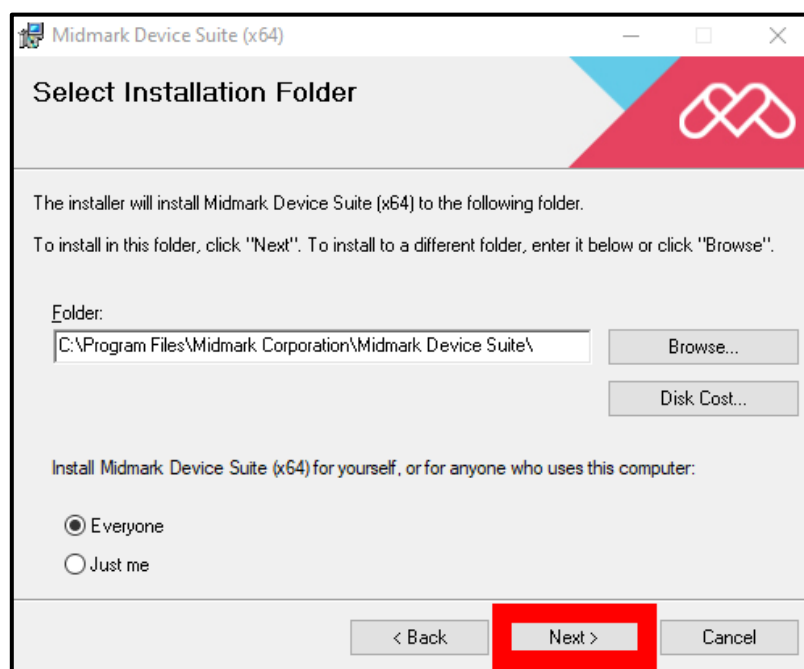 Midmark Device Suite (x64)
Select Installation Folder
The installer will install Midmark Device Suite (x64) to the following folder.
To install in this folder, click "Next". To install to a different folder, enter it below or click "Browse".
Folder:
C:\Program Files\Midmark Corporation\Midmark Device Suite\
Browse...
Disk Cost...
Install Midmark Device Suite (x64) for yourself, or for anyone who uses this computer:
Everyone
Just me
< Back
Next >
Cancel